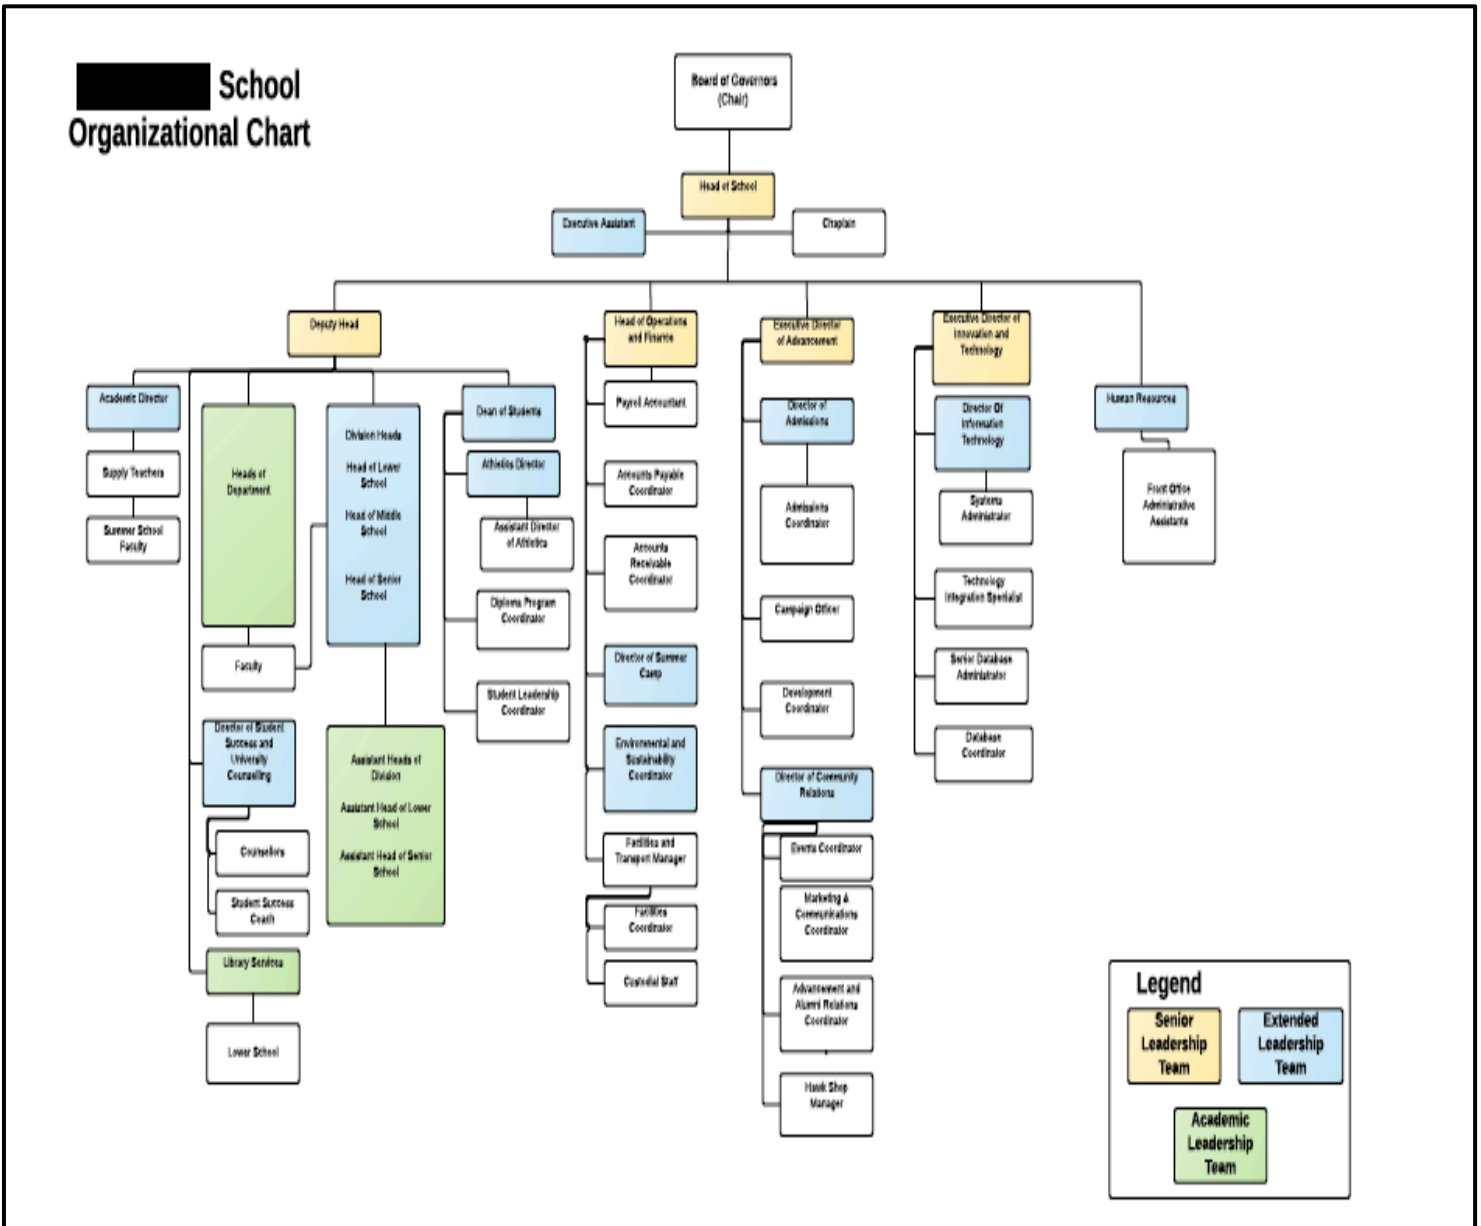 School
Organizational Chart
Board of Governors
(Chair)
Head of School
Executive Assistant
Chaplain
Deputy Head
Head of Operations
and Finance
Executive Director
of Advancement
Executive Director of
Innovation and
Technology
Human Resources
Front Office
Administrative
Assistants
Academic Director
Supply Teachers
Summer School
Faculty
Heads of
Department
Faculty
Division Heads
Head of Lower
School
Head of Middle
School
Head of Senior
School
Assistant Heads of
Division
Assistant Head of Lower
School
Assistant Head of Senior
School
Dean of Students
Athletics Director
Assistant Director
of Athletics
Diploma Program
Coordinator
Student Leadership
Coordinator
Director of Student
Success and
University
Counselling
Counsellors
Student Success
Coach
Library Services
Lower School
Payroll Accountant
Accounts Payable
Coordinator
Accounts
Receivable
Coordinator
Director of Summer
Camp
Environmental and
Sustainability
Coordinator
Facilities and
Transport Manager
Facilities
Coordinator
Custodial Staff
Director of
Admissions
Admissions
Coordinator
Campaign Officer
Development
Coordinator
Director of Community
Relations
Events Coordinator
Marketing &
Communications
Coordinator
Advancement and
Alumni Relations
Coordinator
Hawk Shop
Manager
Director Of
Information
Technology
Systems
Administrator
Technology
Integration Specialist
Senior Database
Administrator
Database
Coordinator
Legend
Senior
Leadership
Team
Extended
Leadership
Team
Academic
Leadership
Team